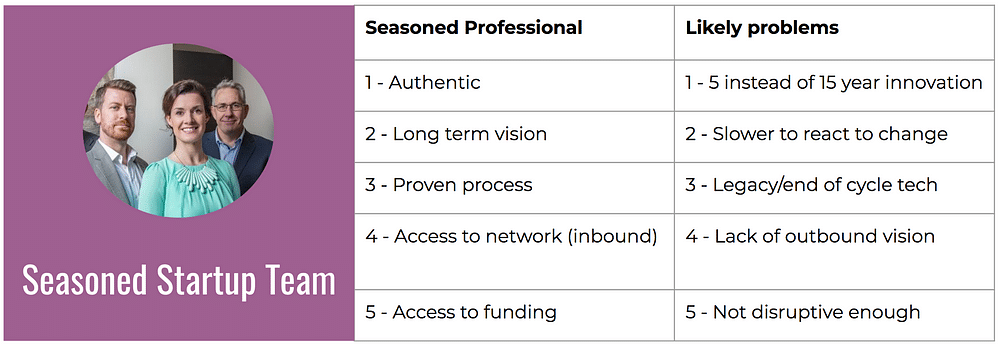 Seasoned Startup Team
Seasoned Professional
Likely problems
1 - Authentic
1 - 5 instead of 15 year innovation
2 - Long term vision
2 - Slower to react to change
3 - Proven process
3 - Legacy/end of cycle tech
4 - Access to network (inbound)
4 - Lack of outbound vision
5 - Access to funding
5 - Not disruptive enough